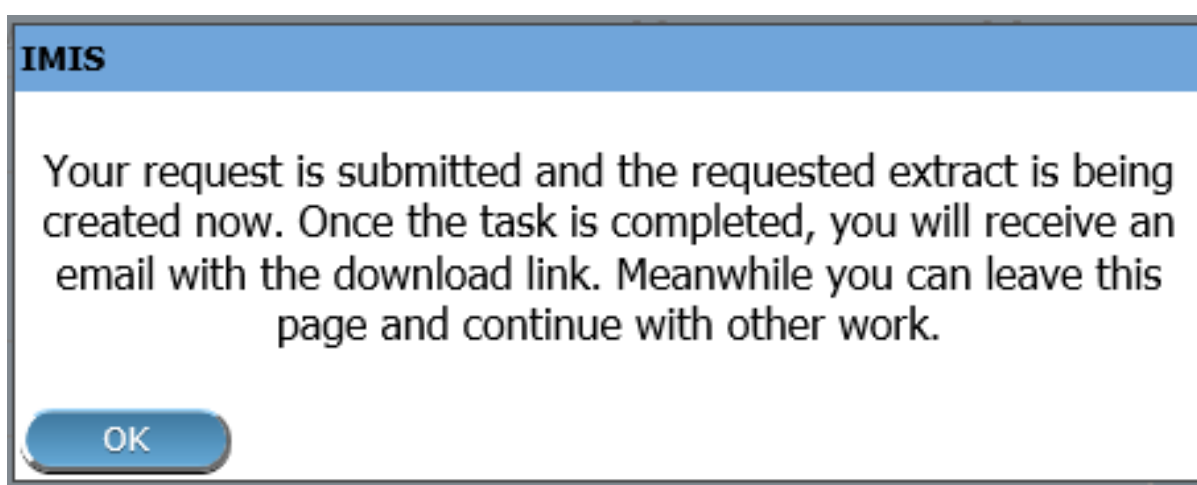 IMIS
Your request is submitted and the requested extract is being
created now. Once the task is completed, you will receive an
email with the download link. Meanwhile you can leave this
page and continue with other work.
OK